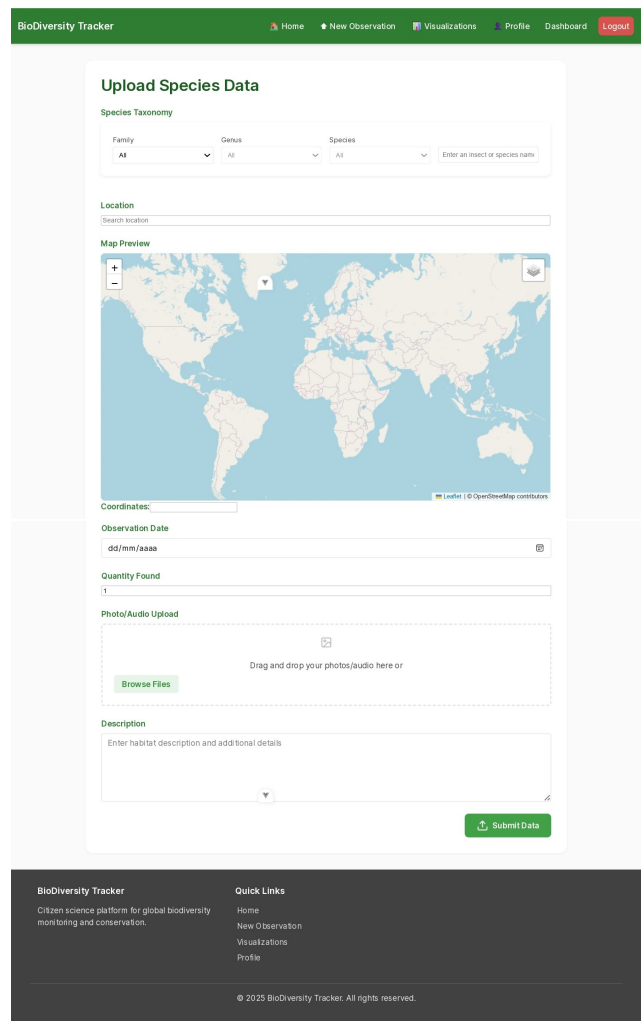 BioDiversity Tracker
Home
New Observation
Visualizations
Profile
Dashboard
Logout
Upload Species Data
Species Taxonomy
Family
Genus
Species
All
All
All
Enter an insect or species name
Location
Search location
Map Preview
+
−
Leaflet | © OpenStreetMap contributors
Coordinates:
Observation Date
dd/mm/aaaa
Quantity Found
1
Photo/Audio Upload
Drag and drop your photos/audio here or
Browse Files
Description
Enter habitat description and additional details
Submit Data
BioDiversity Tracker
Citizen science platform for global biodiversity
monitoring and conservation.
Quick Links
Home
New Observation
Visualizations
Profile
© 2025 BioDiversity Tracker. All rights reserved.